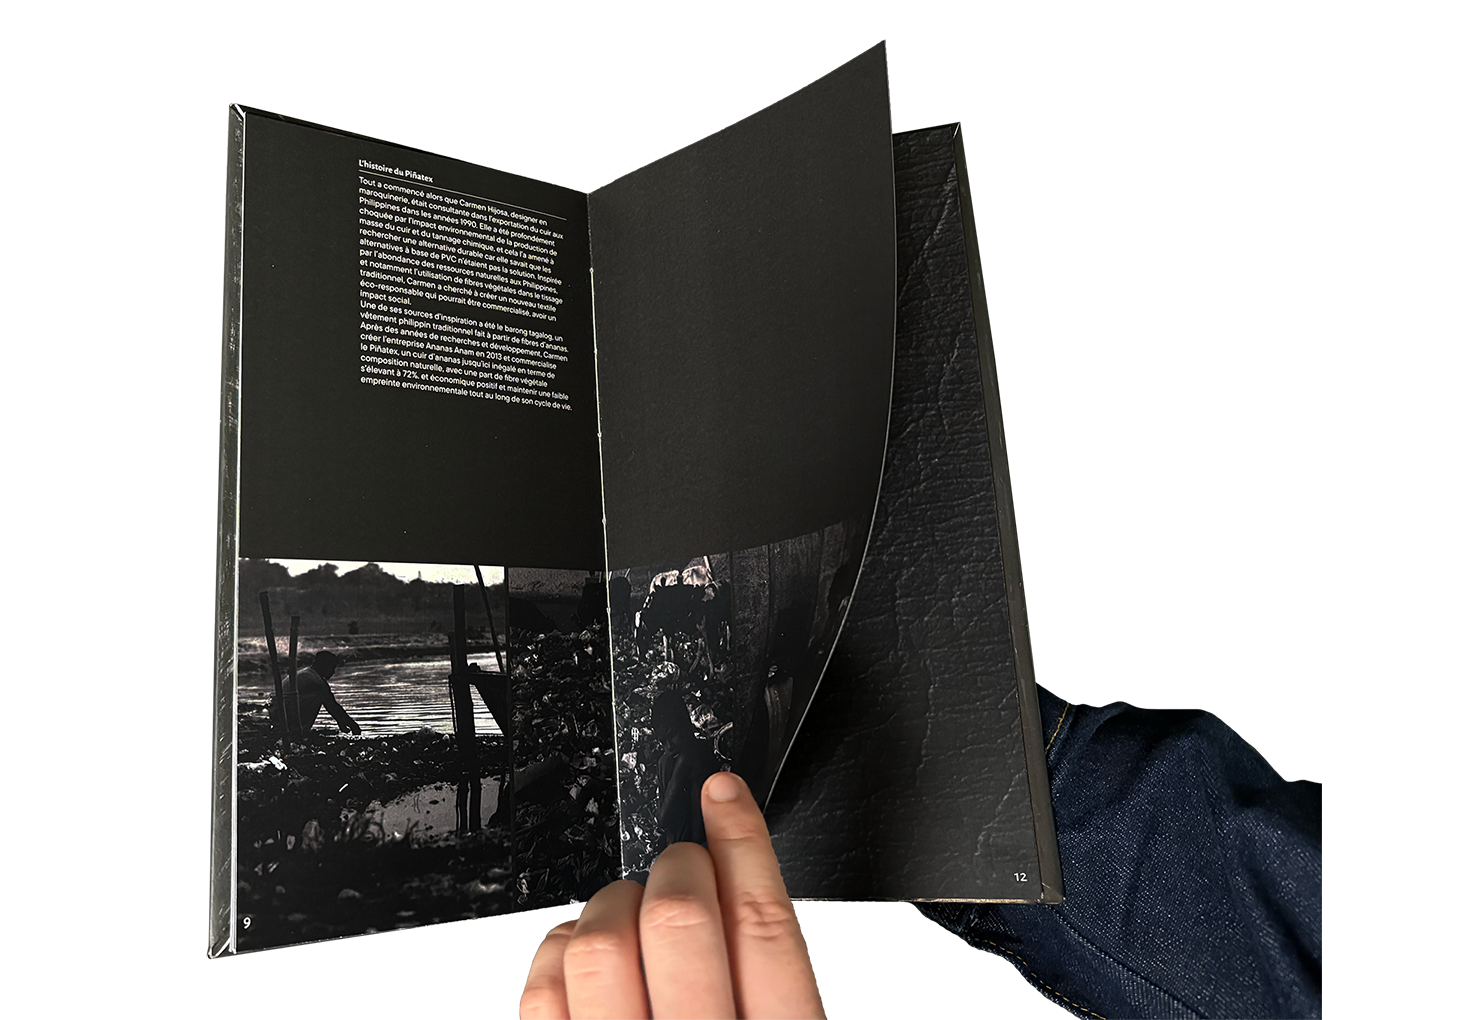 L'histoire du Piñatex
Tout a commencé alors que Carmen Hijosa, designer en
maroquinerie, était consultante dans l'exportation du cuir aux
Philippines dans les années 1990. Elle a été profondément
choquée par l'impact environnemental de la production de
masse du cuir et du tannage chimique, et cela l'a amené à
rechercher une alternative durable car elle savait que les
alternatives à base de PVC n'étaient pas la solution. Inspirée
par l'abondance des ressources naturelles aux Philippines,
et notamment l'utilisation de fibres végétales dans le tissage
traditionnel, Carmen a cherché à créer un nouveau textile
éco-responsable qui pourrait être commercialisé, avoir un
impact social.
Une de ses sources d'inspiration a été le barong tagalog, un
vêtement philippin traditionnel fait à partir de fibres d'ananas.
Après des années de recherches et développement, Carmen
créer l'entreprise Ananas Anam en 2013 et commercialise
le Piñatex, un cuir d'ananas jusqu'ici inégalé en terme de
composition naturelle, avec une part de fibre végétale
s'élevant à 72%. et économique positif et maintenir une faible
empreinte environnementale tout au long de son cycle de vie.
9
12